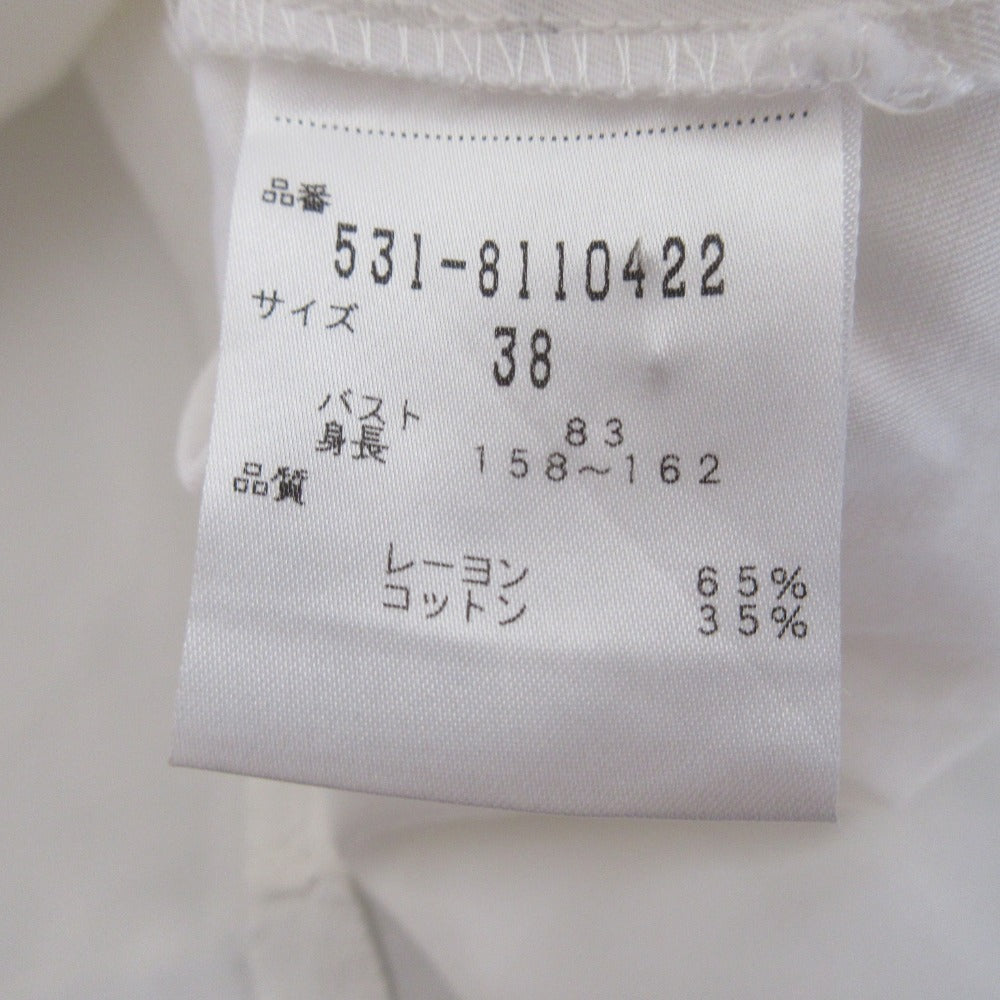 品番
531-8110422
サイズ
38
バスト 83
身長 158～162
品質
レーヨン 65%
コットン 35%